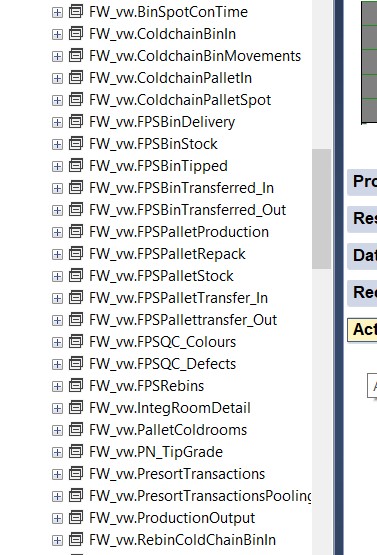 FW_vw.BinSpotConTime
FW_vw.ColdchainBinIn
FW_vw.ColdchainBinMovements
FW_vw.ColdchainPalletIn
FW_vw.ColdchainPalletSpot
FW_vw.FPSBinDelivery
FW_vw.FPSBinStock
FW_vw.FPSBinTipped
FW_vw.FPSBinTransferred_In
FW_vw.FPSBinTransferred_Out
FW_vw.FPSPalletProduction
FW_vw.FPSPalletRepack
FW_vw.FPSPalletStock
FW_vw.FPSPalletTransfer_In
FW_vw.FPSPallettransfer_Out
FW_vw.FPSQC_Colours
FW_vw.FPSQC_Defects
FW_vw.FPSRebins
FW_vw.IntegRoomDetail
FW_vw.PalletColdrooms
FW_vw.PN_TipGrade
FW_vw.PresortTransactions
FW_vw.PresortTransactionsPooling
FW_vw.ProductionOutput
FW_vw.RebinColdChainBinIn
Pro
Res
Dat
Rec
Act